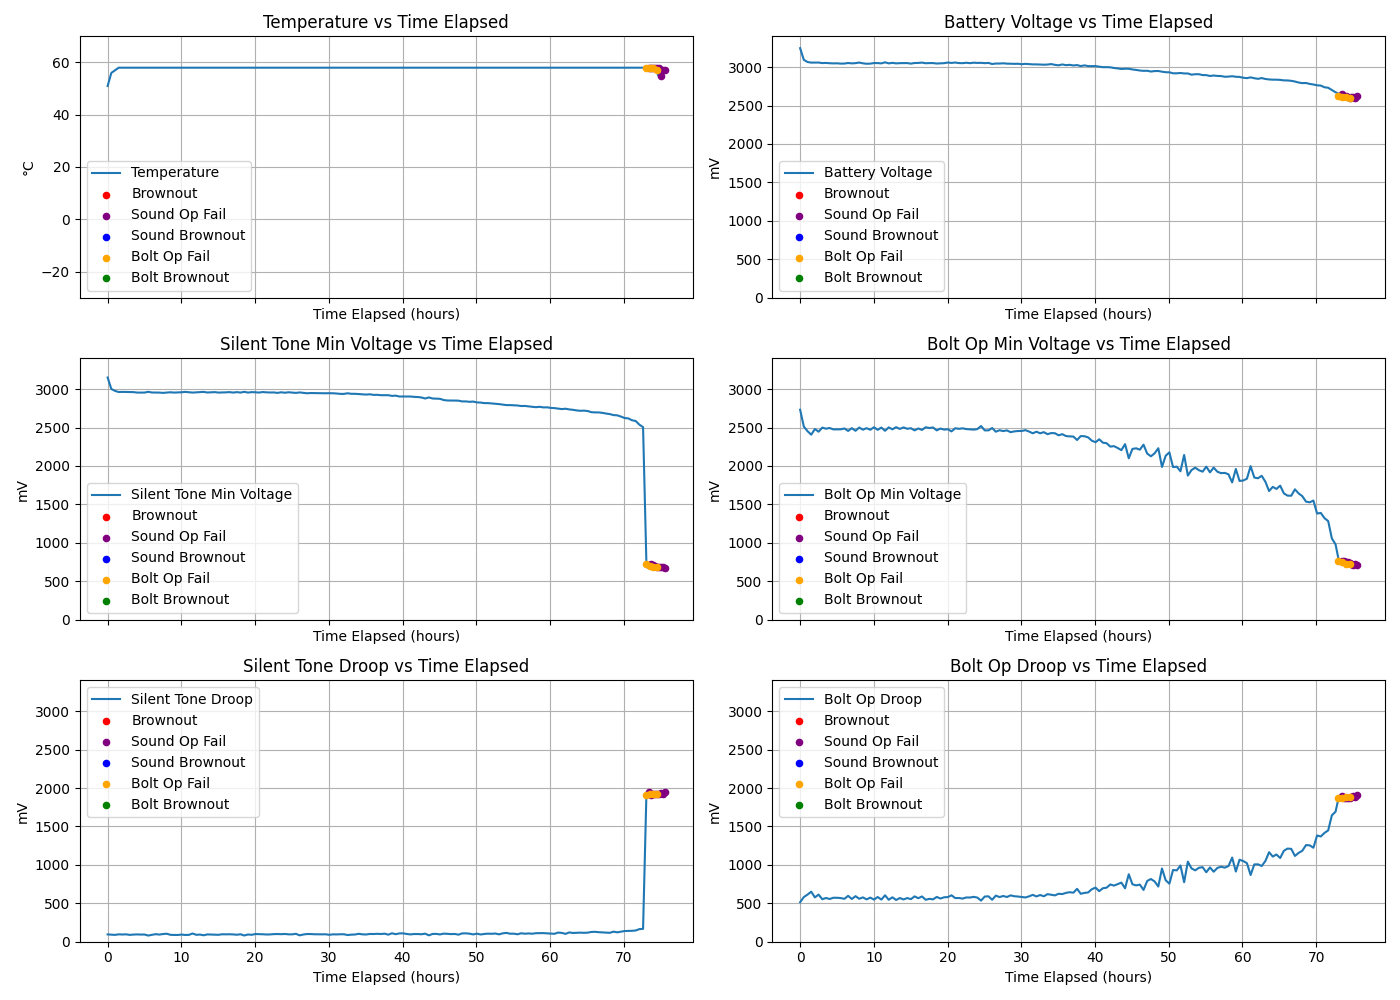 Temperature vs Time Elapsed
60
40
20
0
−20
°C
Temperature
Brownout
Sound Op Fail
Sound Brownout
Bolt Op Fail
Bolt Brownout
Time Elapsed (hours)
Battery Voltage vs Time Elapsed
3000
2500
2000
1500
1000
500
0
mV
Battery Voltage
Brownout
Sound Op Fail
Sound Brownout
Bolt Op Fail
Bolt Brownout
Time Elapsed (hours)
Silent Tone Min Voltage vs Time Elapsed
3000
2500
2000
1500
1000
500
0
mV
Silent Tone Min Voltage
Brownout
Sound Op Fail
Sound Brownout
Bolt Op Fail
Bolt Brownout
Time Elapsed (hours)
Bolt Op Min Voltage vs Time Elapsed
3000
2500
2000
1500
1000
500
0
mV
Bolt Op Min Voltage
Brownout
Sound Op Fail
Sound Brownout
Bolt Op Fail
Bolt Brownout
Time Elapsed (hours)
Silent Tone Droop vs Time Elapsed
3000
2500
2000
1500
1000
500
0
mV
Silent Tone Droop
Brownout
Sound Op Fail
Sound Brownout
Bolt Op Fail
Bolt Brownout
0 10 20 30 40 50 60 70
Time Elapsed (hours)
Bolt Op Droop vs Time Elapsed
3000
2500
2000
1500
1000
500
0
mV
Bolt Op Droop
Brownout
Sound Op Fail
Sound Brownout
Bolt Op Fail
Bolt Brownout
0 10 20 30 40 50 60 70
Time Elapsed (hours)